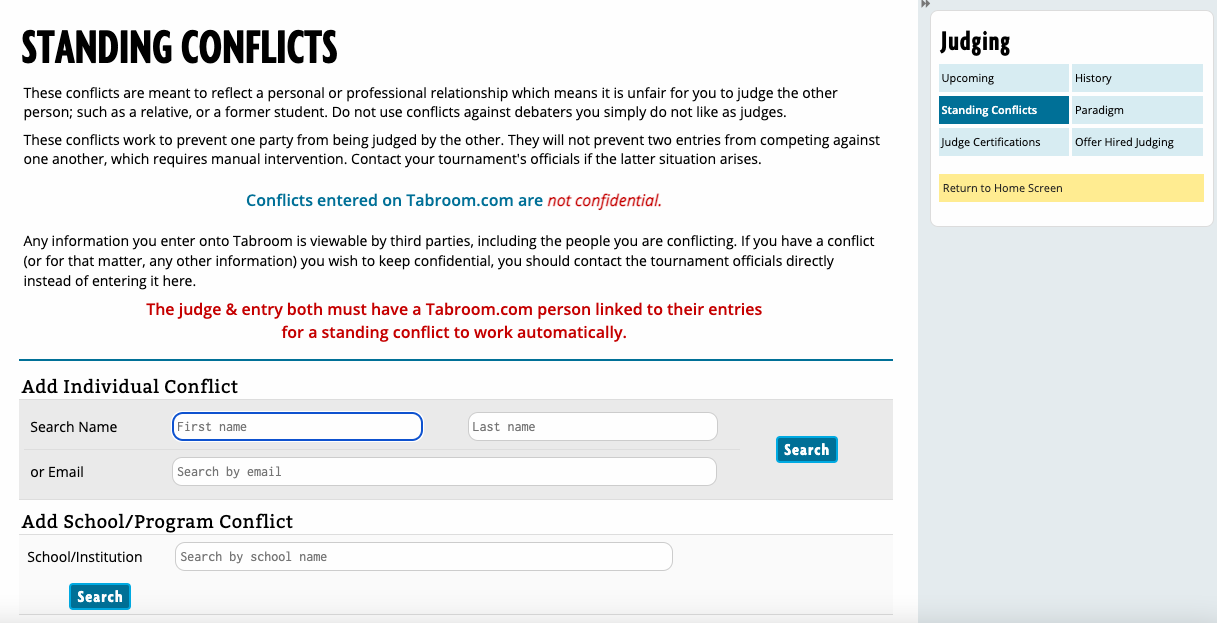 STANDING CONFLICTS
These conflicts are meant to reflect a personal or professional relationship which means it is unfair for you to judge the other
person; such as a relative, or a former student. Do not use conflicts against debaters you simply do not like as judges.
These conflicts work to prevent one party from being judged by the other. They will not prevent two entries from competing against
one another, which requires manual intervention. Contact your tournament's officials if the latter situation arises.
Conflicts entered on Tabroom.com are not confidential.
Any information you enter onto Tabroom is viewable by third parties, including the people you are conflicting. If you have a conflict
(or for that matter, any other information) you wish to keep confidential, you should contact the tournament officials directly
instead of entering it here.
The judge & entry both must have a Tabroom.com person linked to their entries
for a standing conflict to work automatically.
Add Individual Conflict
Search Name First name Last name
Search
or Email Search by email
Add School/Program Conflict
School/Institution Search by school name
Search
Judging
Upcoming History
Standing Conflicts Paradigm
Judge Certifications Offer Hired Judging
Return to Home Screen